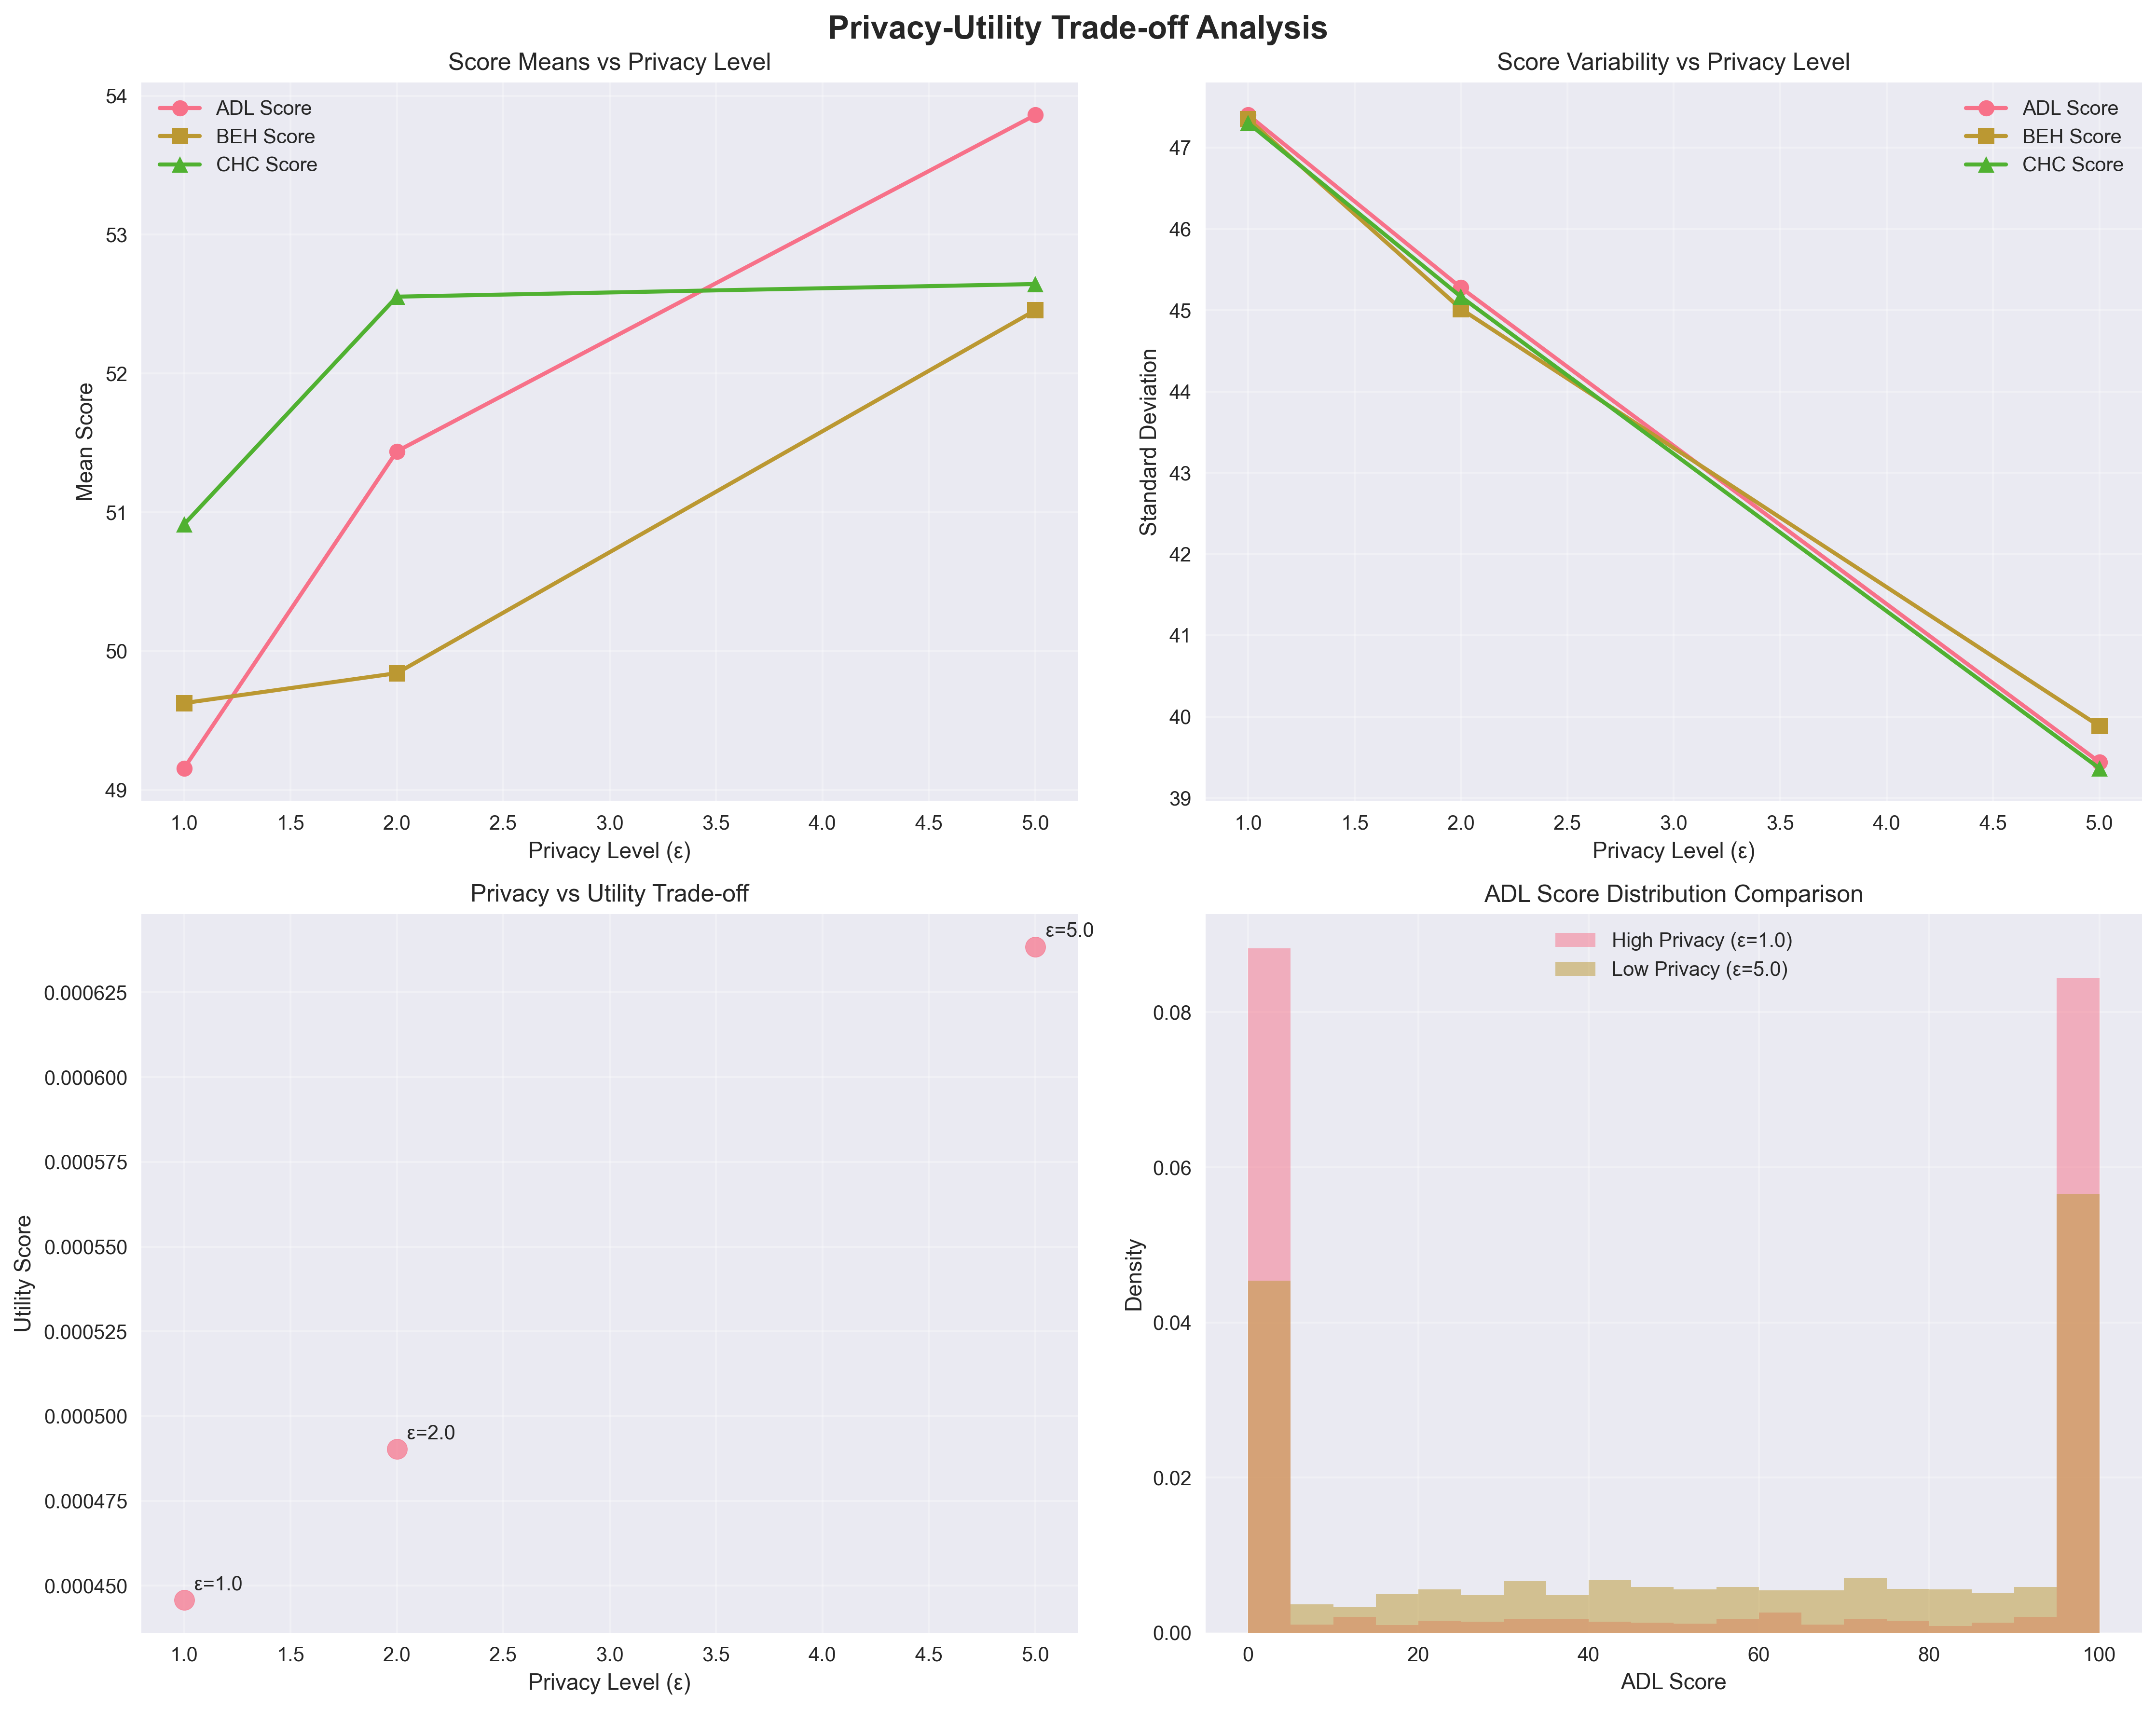 Privacy-Utility Trade-off Analysis
Score Means vs Privacy Level
ADL Score
BEH Score
CHC Score
54
53
52
51
50
49
Mean Score
1.0 1.5 2.0 2.5 3.0 3.5 4.0 4.5 5.0
Privacy Level (ε)
Score Variability vs Privacy Level
ADL Score
BEH Score
CHC Score
47
46
45
44
43
42
41
40
39
Standard Deviation
1.0 1.5 2.0 2.5 3.0 3.5 4.0 4.5 5.0
Privacy Level (ε)
Privacy vs Utility Trade-off
ε=5.0
ε=2.0
ε=1.0
0.000625
0.000600
0.000575
0.000550
0.000525
0.000500
0.000475
0.000450
Utility Score
1.0 1.5 2.0 2.5 3.0 3.5 4.0 4.5 5.0
Privacy Level (ε)
ADL Score Distribution Comparison
High Privacy (ε=1.0)
Low Privacy (ε=5.0)
0.08
0.06
0.04
0.02
0.00
Density
0 20 40 60 80 100
ADL Score